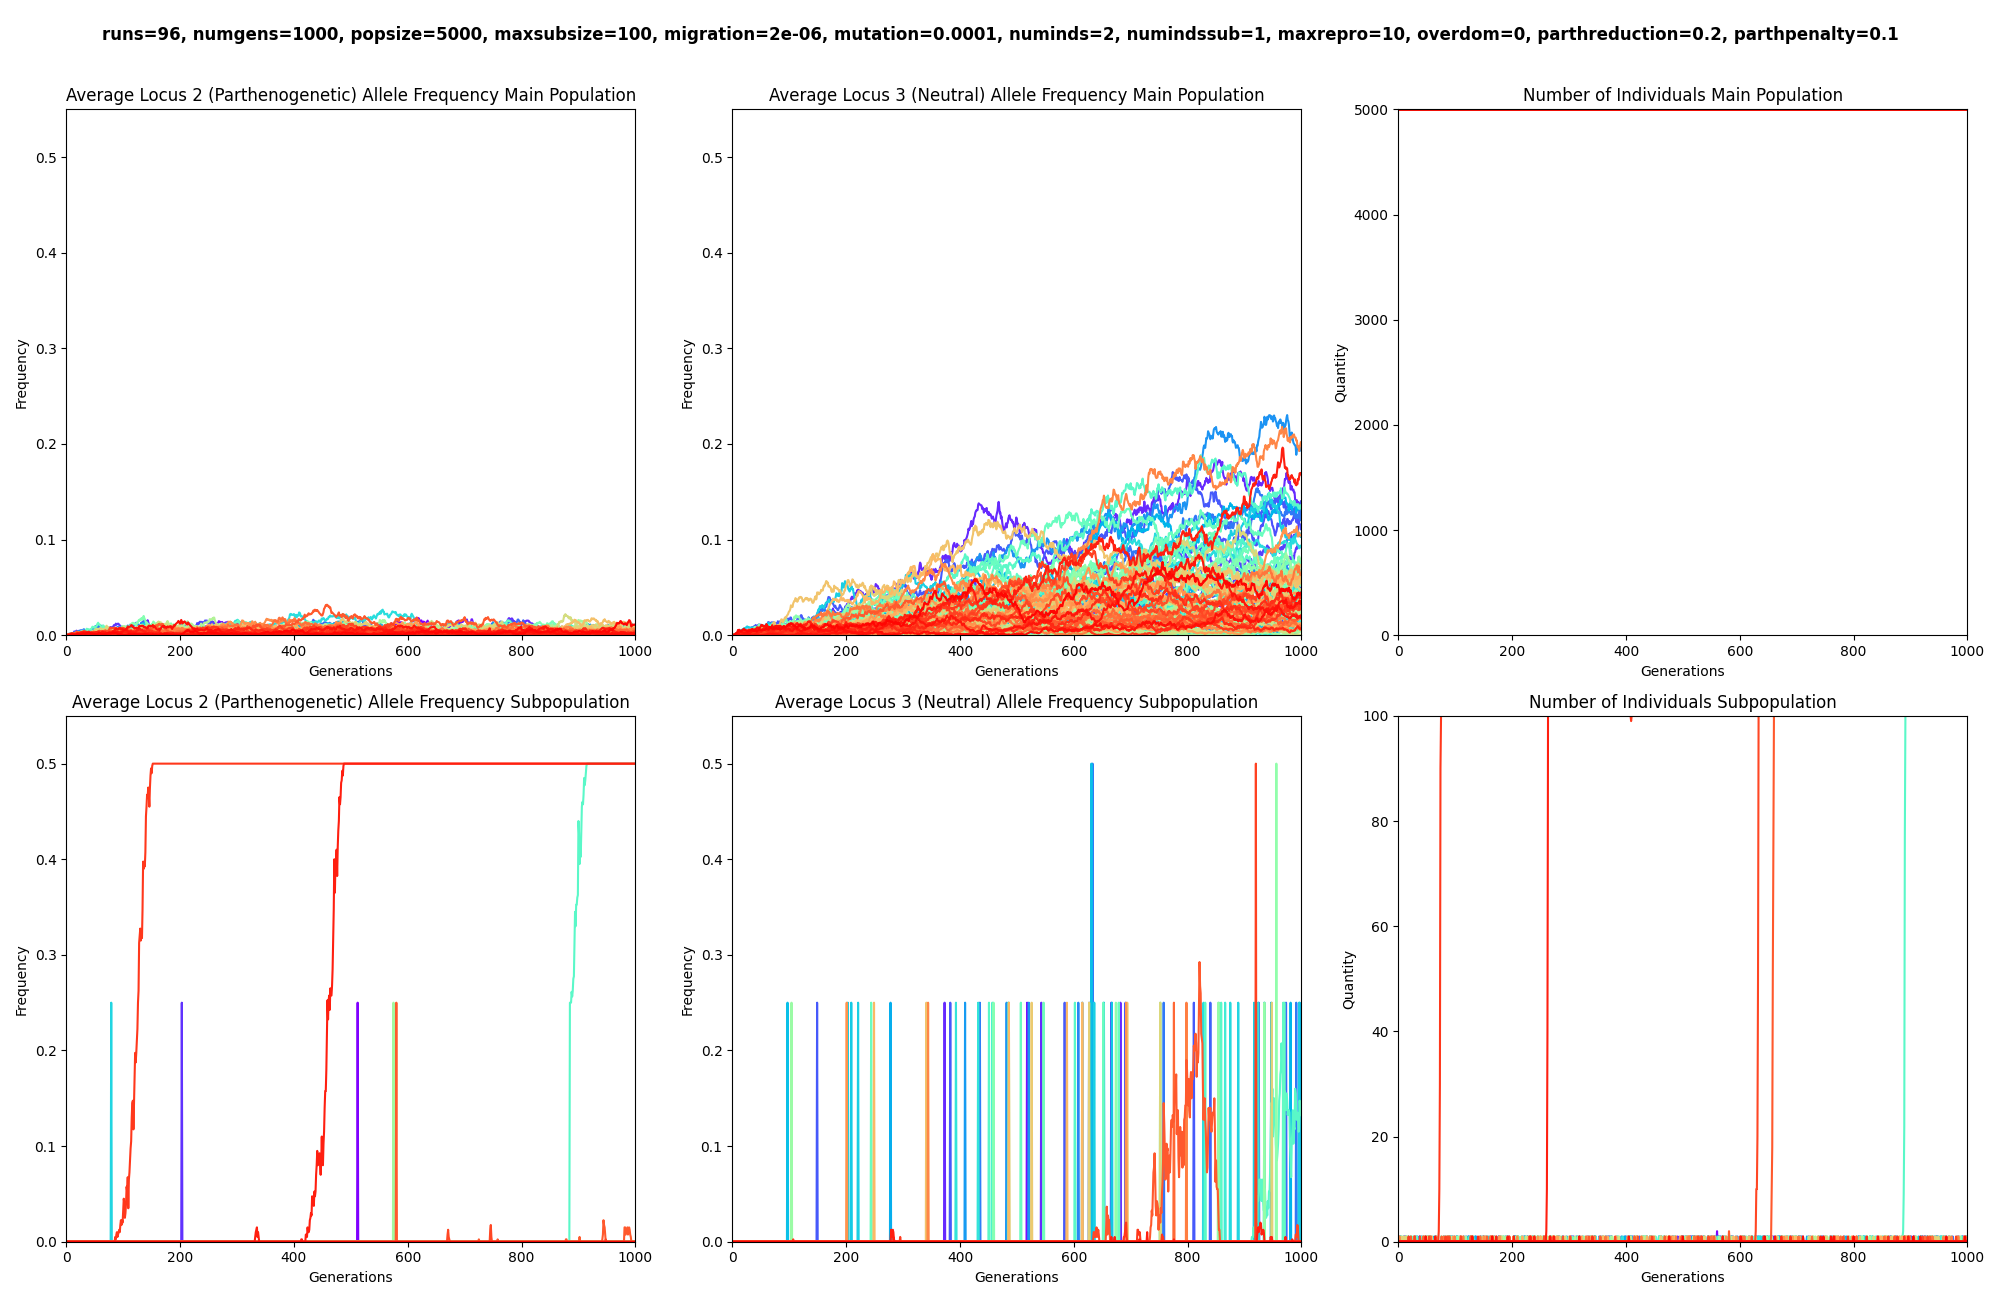 runs=96, numgens=1000, popsize=5000, maxsubsize=100, migration=2e-06, mutation=0.0001, numinds=2, numindssub=1, maxrepro=10, overdom=0, parthreduction=0.2, parthpenalty=0.1
Average Locus 2 (Parthenogenetic) Allele Frequency Main Population
Frequency
0.5
0.4
0.3
0.2
0.1
0.0
0 200 400 600 800 1000
Generations
Average Locus 3 (Neutral) Allele Frequency Main Population
Frequency
0.5
0.4
0.3
0.2
0.1
0.0
0 200 400 600 800 1000
Generations
Number of Individuals Main Population
Quantity
5000
4000
3000
2000
1000
0
0 200 400 600 800 1000
Generations
Average Locus 2 (Parthenogenetic) Allele Frequency Subpopulation
Frequency
0.5
0.4
0.3
0.2
0.1
0.0
0 200 400 600 800 1000
Generations
Average Locus 3 (Neutral) Allele Frequency Subpopulation
Frequency
0.5
0.4
0.3
0.2
0.1
0.0
0 200 400 600 800 1000
Generations
Number of Individuals Subpopulation
Quantity
100
80
60
40
20
0
0 200 400 600 800 1000
Generations